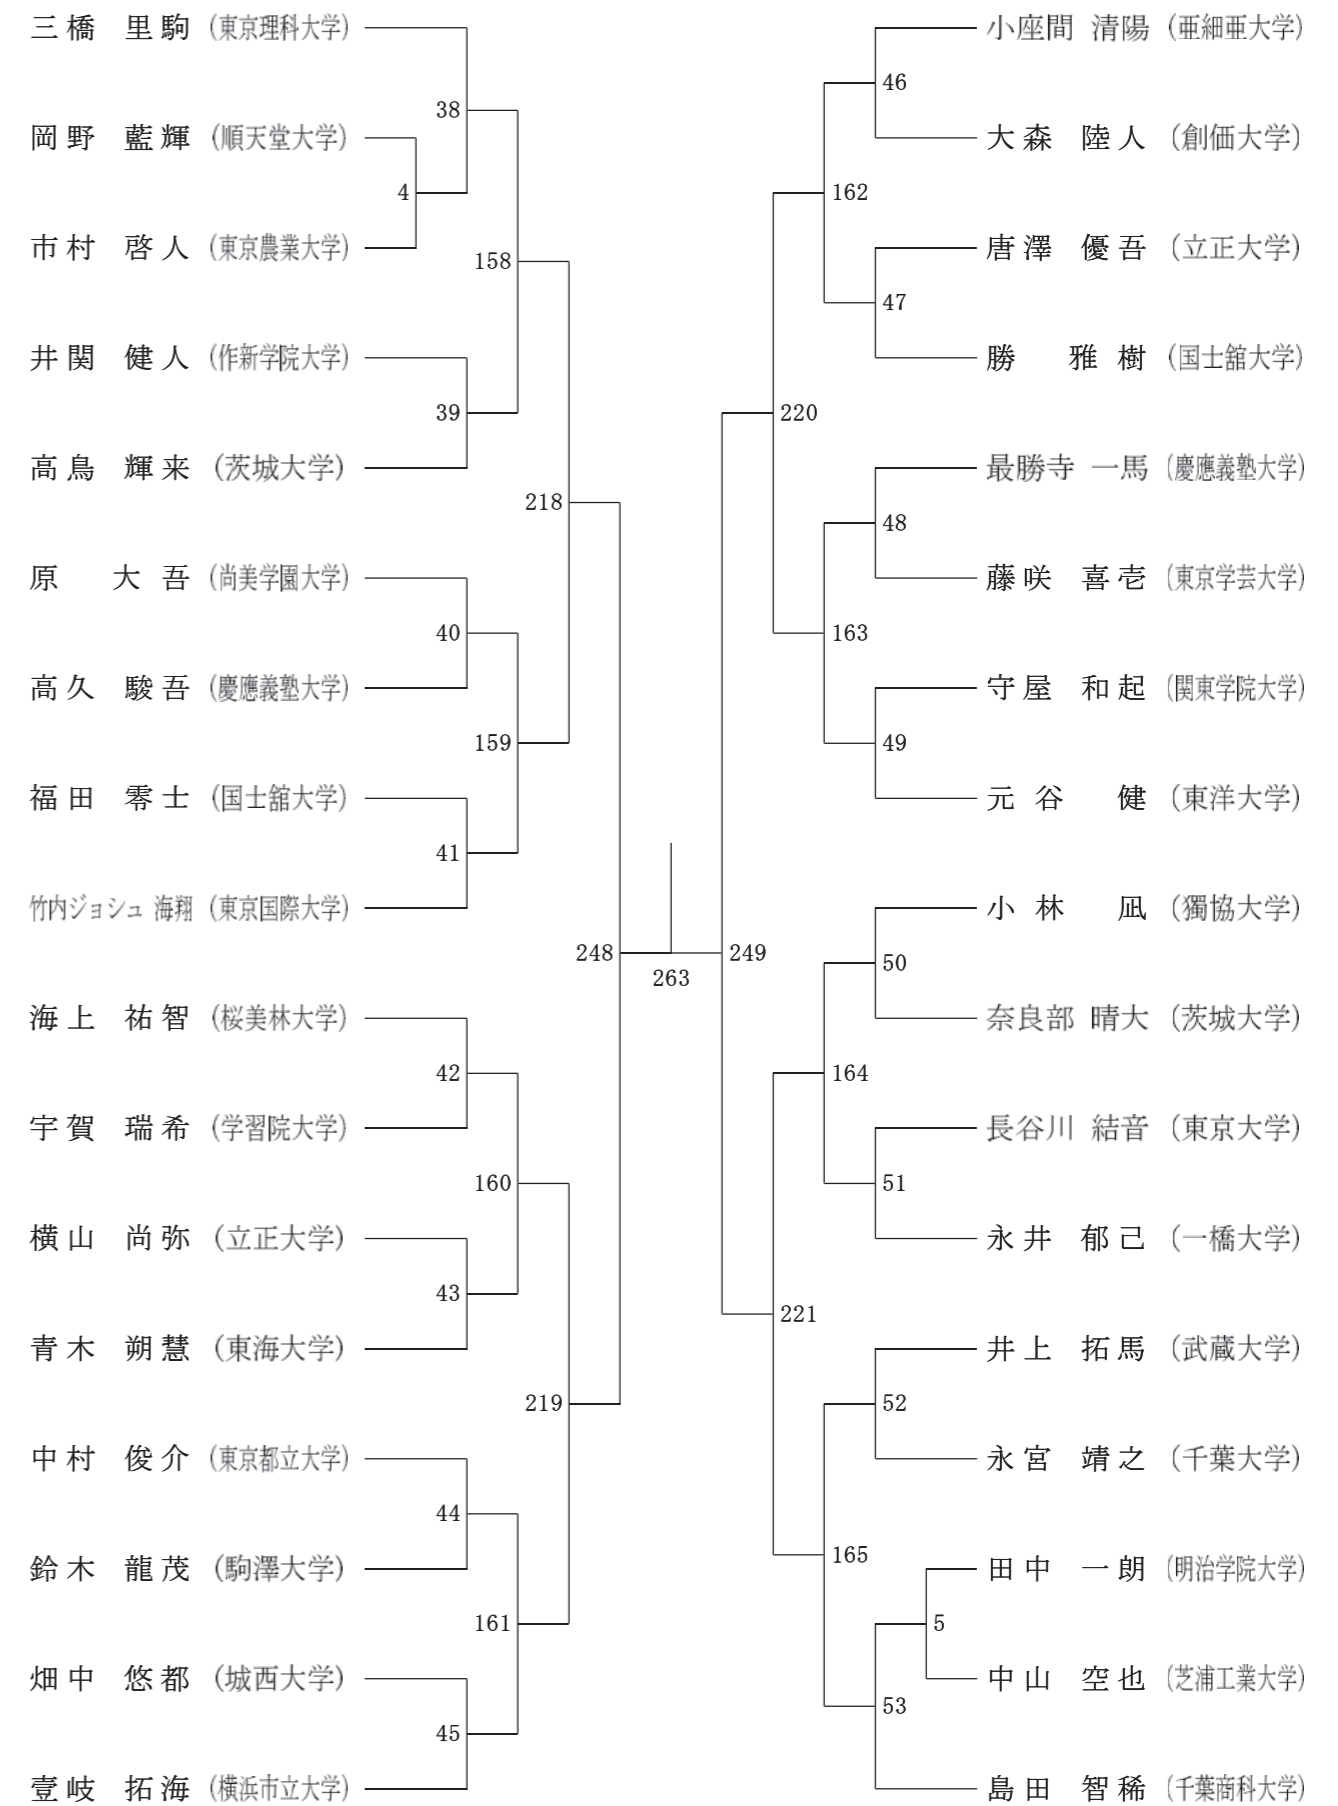 三橋 里駒 (東京理科大学)
38
岡野 藍輝 (順天堂大学)
4
市村 啓人 (東京農業大学)
158
井関 健人 (作新学院大学)
39
高鳥 輝来 (茨城大学)
218
原 大吾 (尚美学園大学)
40
高久 駿吾 (慶應義塾大学)
159
福田 零士 (国士舘大学)
41
竹内ジョシュ 海翔 (東京国際大学)
248
海上 祐智 (桜美林大学)
42
宇賀 瑞希 (学習院大学)
160
横山 尚弥 (立正大学)
43
青木 朔慧 (東海大学)
219
中村 俊介 (東京都立大学)
44
鈴木 龍茂 (駒澤大学)
161
畑中 悠都 (城西大学)
45
壹岐 拓海 (横浜市立大学)
263
小座間 清陽 (亜細亜大学)
46
大森 陸人 (創価大学)
162
唐澤 優吾 (立正大学)
47
勝 雅樹 (国士舘大学)
220
最勝寺 一馬 (慶應義塾大学)
48
藤咲 喜壱 (東京学芸大学)
163
守屋 和起 (関東学院大学)
49
元谷 健 (東洋大学)
249
小林 凪 (獨協大学)
50
奈良部 晴大 (茨城大学)
164
長谷川 結音 (東京大学)
51
永井 郁己 (一橋大学)
221
井上 拓馬 (武蔵大学)
52
永宮 靖之 (千葉大学)
165
田中 一朗 (明治学院大学)
5
中山 空也 (芝浦工業大学)
53
島田 智稀 (千葉商科大学)